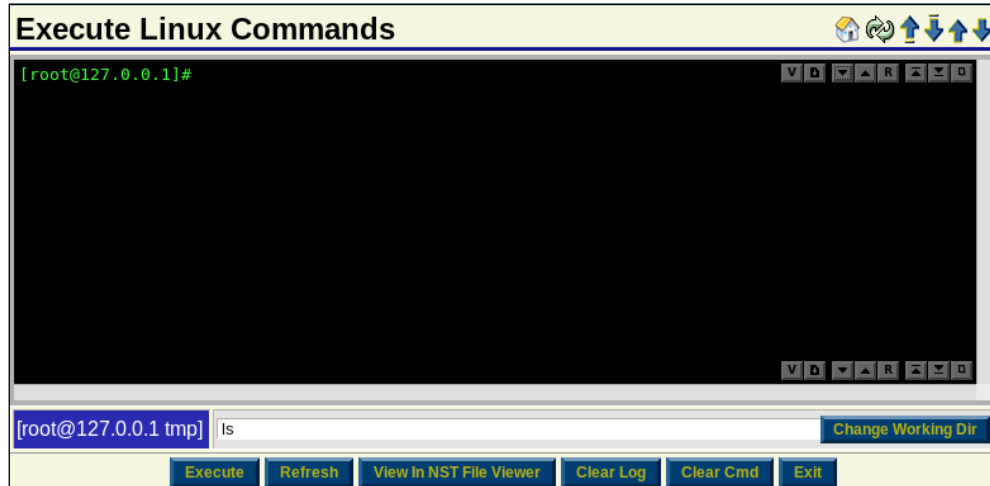 Execute Linux Commands
[root@127.0.0.1]#
V D R
V D R
[root@127.0.0.1 tmp] ls Change Working Dir
Execute Refresh View In NST File Viewer Clear Log Clear Cmd Exit